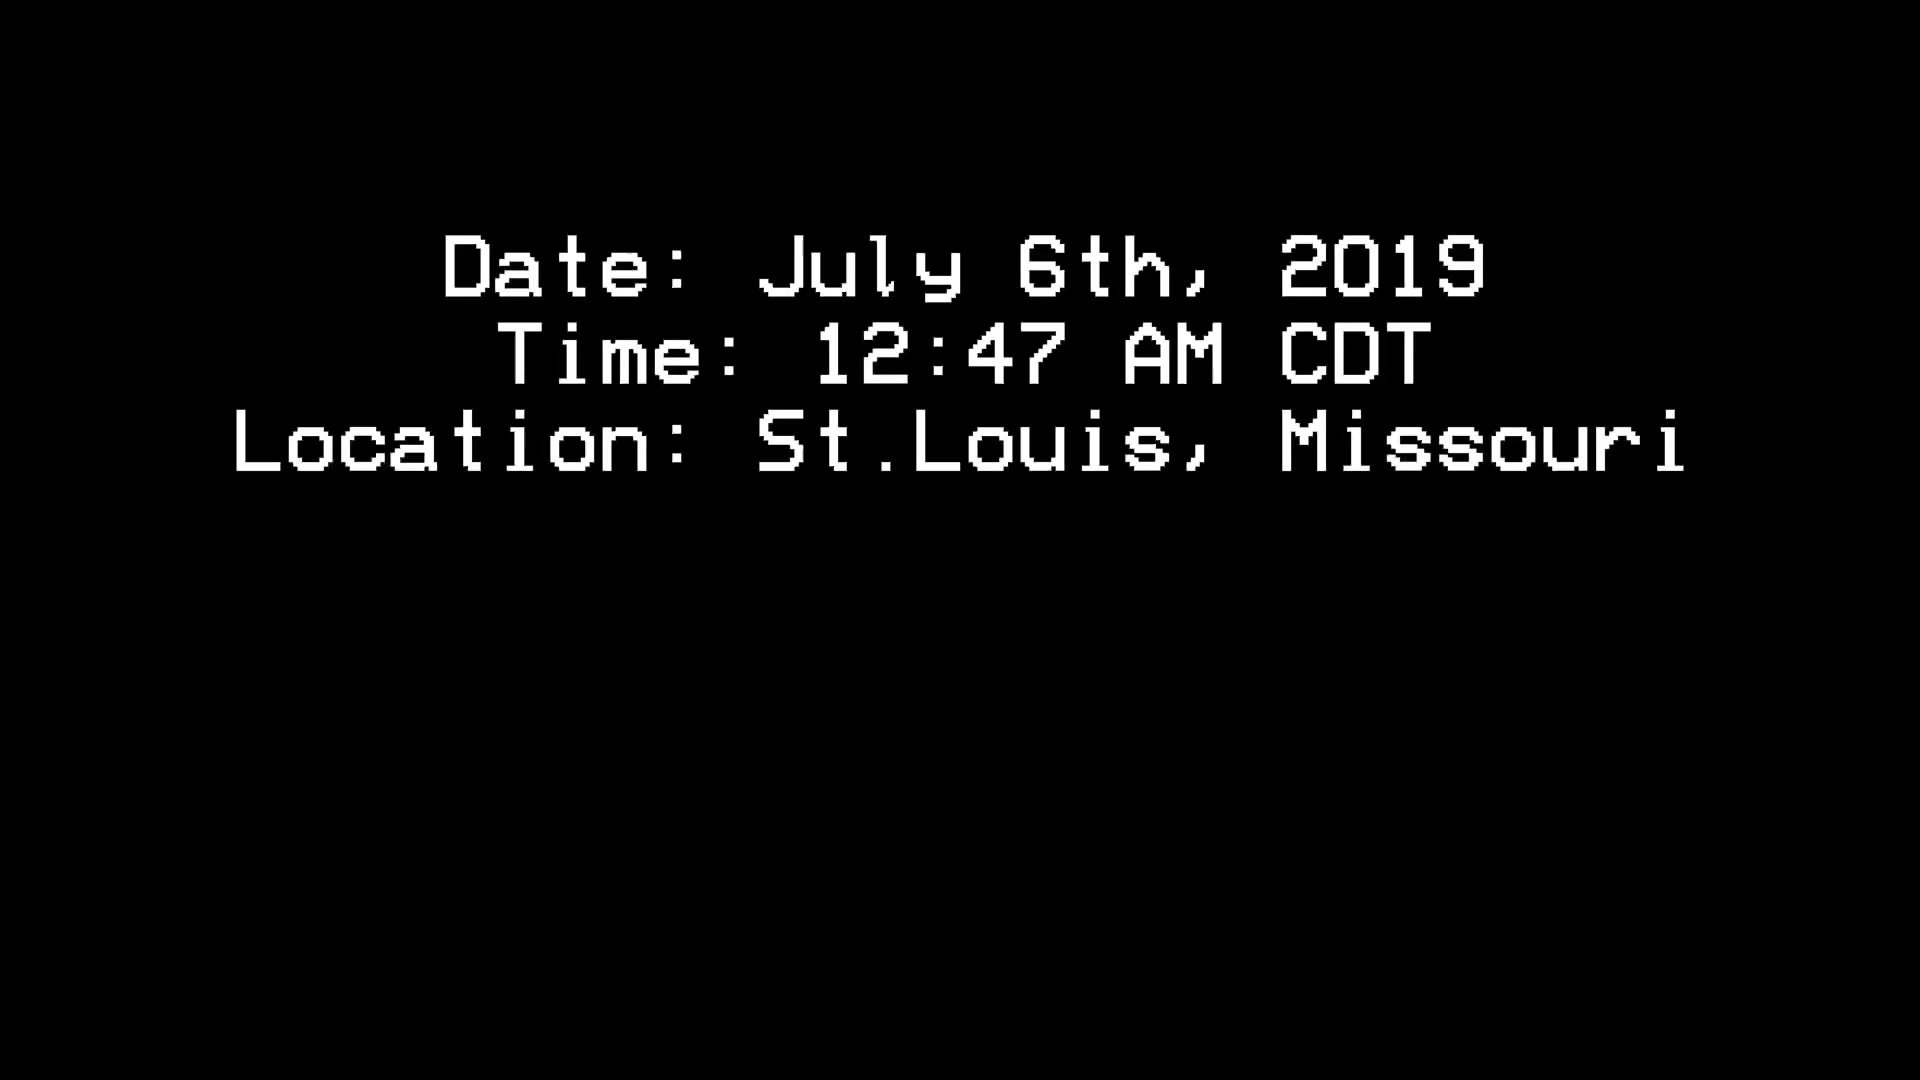 Date: July 6th, 2019
Time: 12:47 AM CDT
Location: St.Louis, Missouri